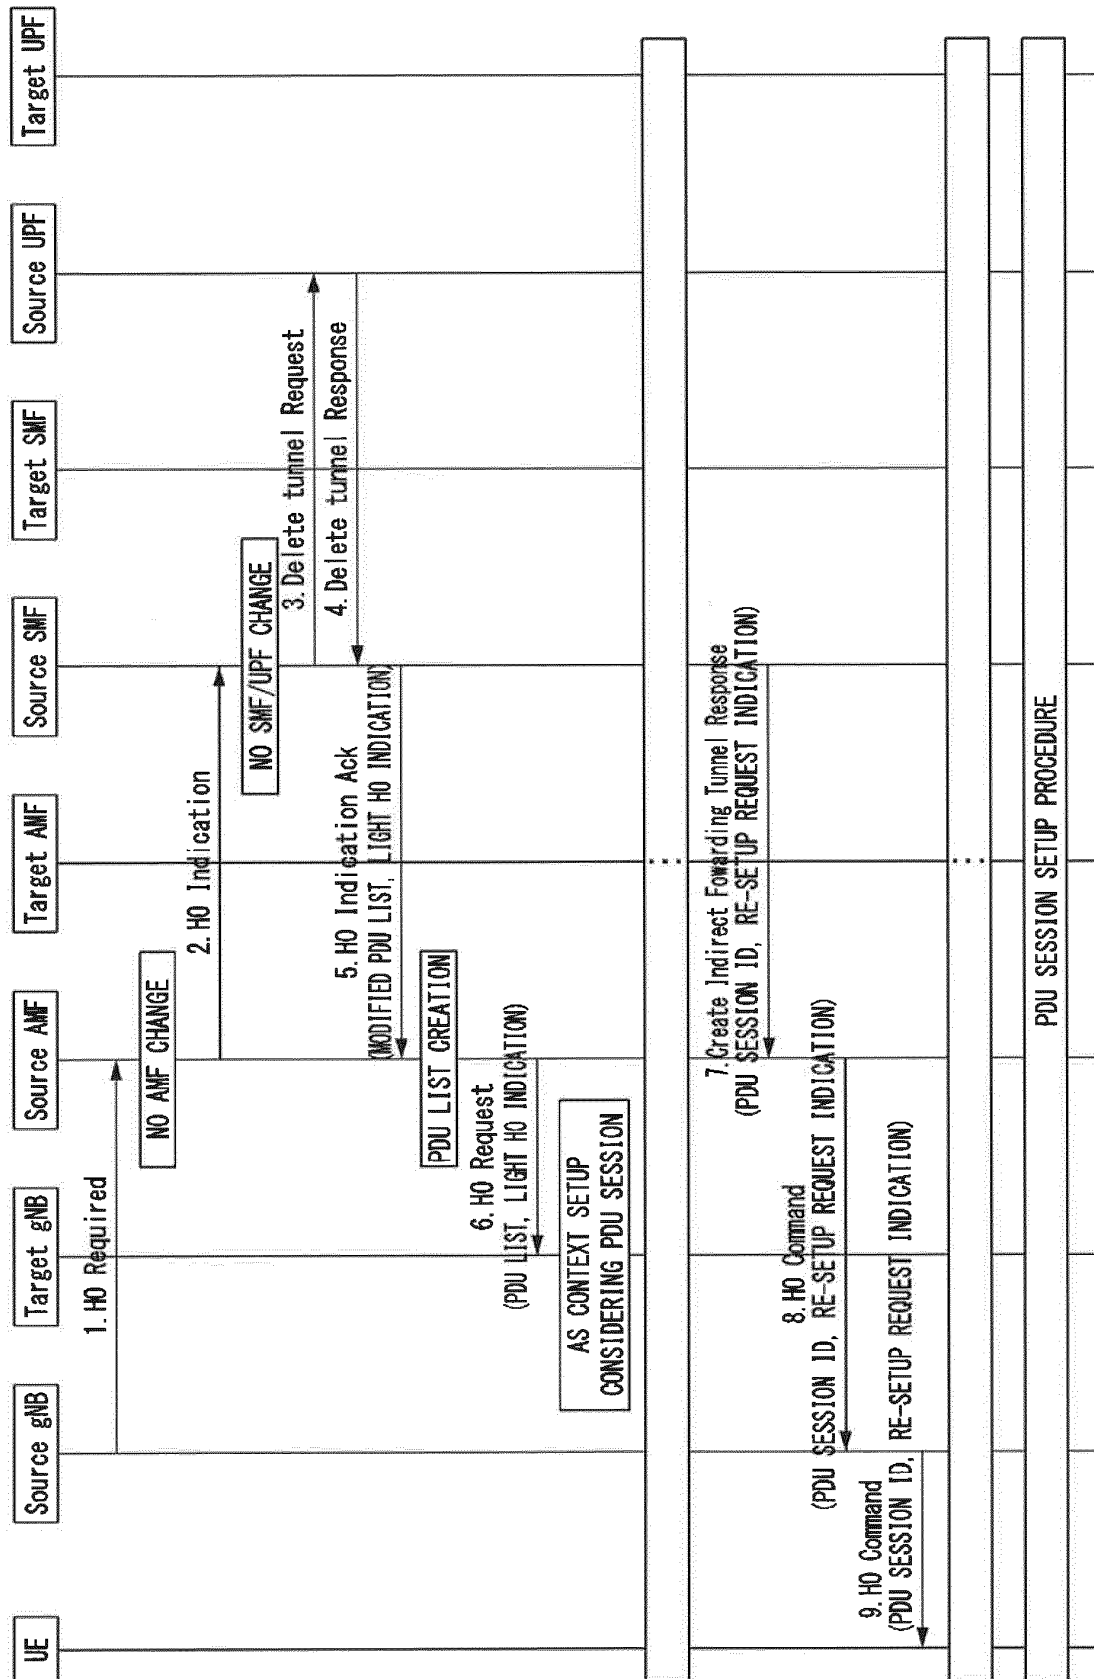 UE
Source gNB
Target gNB
Source AMF
Target AMF
Source SMF
Target SMF
Source UPF
Target UPF
1. HO Required
NO AMF CHANGE
2. HO Indication
NO SMF/UPF CHANGE
3. Delete tunnel Request
4. Delete tunnel Response
5. HO Indication Ack
(MODIFIED PDU LIST, LIGHT HO INDICATION)
PDU LIST CREATION
6. HO Request
(PDU LIST, LIGHT HO INDICATION)
AS CONTEXT SETUP
CONSIDERING PDU SESSION
...
7. Create Indirect Fowarding Tunnel Response
(PDU SESSION ID, RE-SETUP REQUEST INDICATION)
8. HO Command
(PDU SESSION ID, RE-SETUP REQUEST INDICATION)
9. HO Command
(PDU SESSION ID, RE-SETUP REQUEST INDICATION)
...
PDU SESSION SETUP PROCEDURE